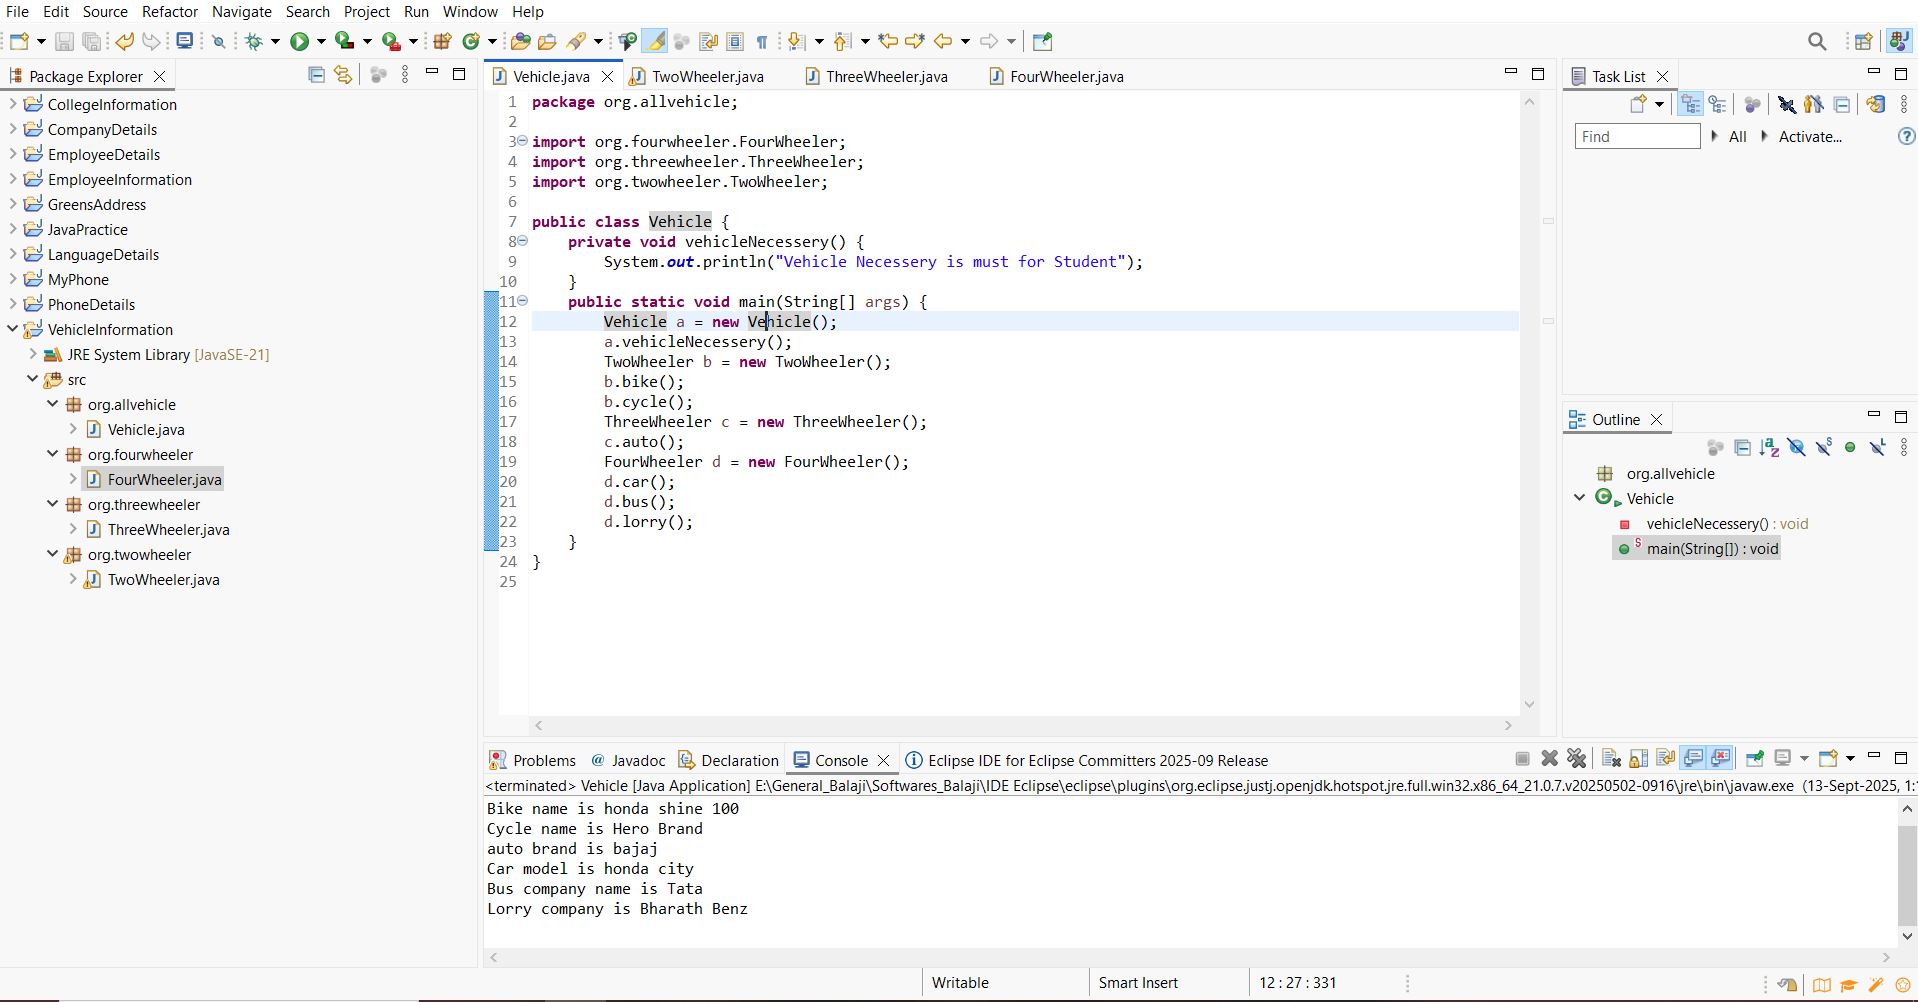 File Edit Source Refactor Navigate Search Project Run Window Help
Package Explorer
CollegeInformation
CompanyDetails
EmployeeDetails
EmployeeInformation
GreensAddress
JavaPractice
LanguageDetails
MyPhone
PhoneDetails
VehicleInformation
JRE System Library [JavaSE-21]
src
org.allvehicle
Vehicle.java
org.fourwheeler
FourWheeler.java
org.threewheeler
ThreeWheeler.java
org.twowheeler
TwoWheeler.java
Vehicle.java TwoWheeler.java ThreeWheeler.java FourWheeler.java
1 package org.allvehicle;
2
3 import org.fourwheeler.FourWheeler;
4 import org.threewheeler.ThreeWheeler;
5 import org.twowheeler.TwoWheeler;
6
7 public class Vehicle {
8 private void vehicleNecessery() {
9 System.out.println("Vehicle Necessery is must for Student");
10 }
11 public static void main(String[] args) {
12 Vehicle a = new Vehicle();
13 a.vehicleNecessery();
14 TwoWheeler b = new TwoWheeler();
15 b.bike();
16 b.cycle();
17 ThreeWheeler c = new ThreeWheeler();
18 c.auto();
19 FourWheeler d = new FourWheeler();
20 d.car();
21 d.bus();
22 d.lorry();
23 }
24 }
25
Task List
Find All Activate...
Outline
org.allvehicle
Vehicle
vehicleNecessery() : void
main(String[]) : void
Problems @ Javadoc Declaration Console Eclipse IDE for Eclipse Committers 2025-09 Release
<terminated> Vehicle [Java Application] E:\General_Balaji\Softwares_Balaji\IDE Eclipse\eclipse\plugins\org.eclipse.justj.openjdk.hotspot.jre.full.win32.x86_64_21.0.7.v20250502-0916\jre\bin\javaw.exe (13-Sept-2025, 1:1
Bike name is honda shine 100
Cycle name is Hero Brand
auto brand is bajaj
Car model is honda city
Bus company name is Tata
Lorry company is Bharath Benz
Writable Smart Insert 12 : 27 : 331